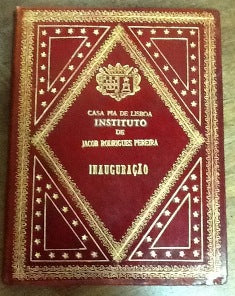 CASA PIA DE LISBOA
INSTITUTO
DE
JACOB RODRIGUES PEREIRA
INAUGURAÇÃO